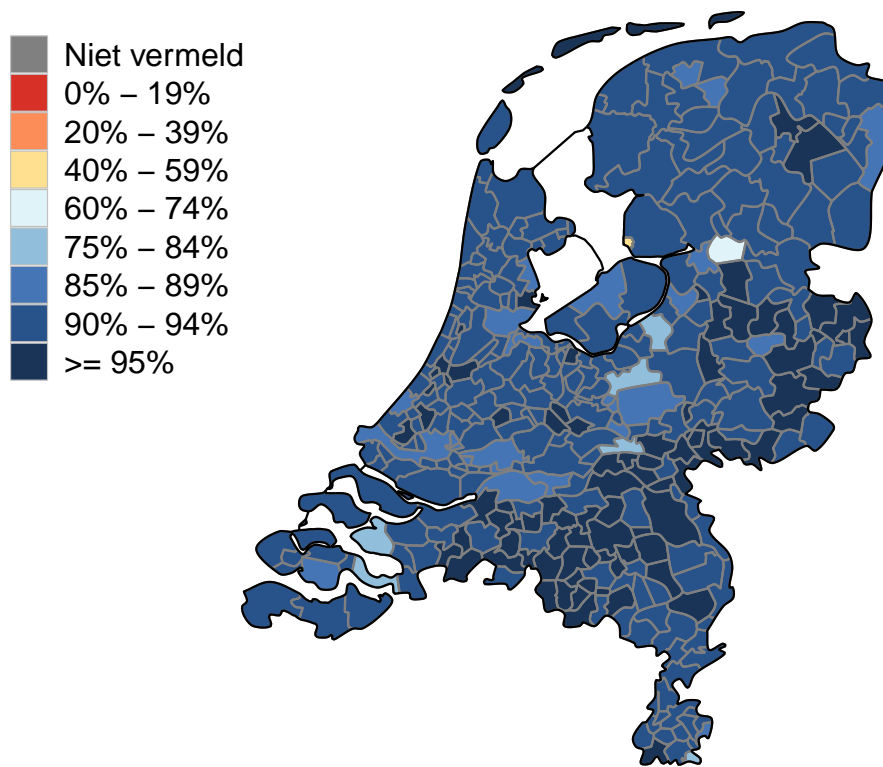 Niet vermeld
0% – 19%
20% – 39%
40% – 59%
60% – 74%
75% – 84%
85% – 89%
90% – 94%
>= 95%